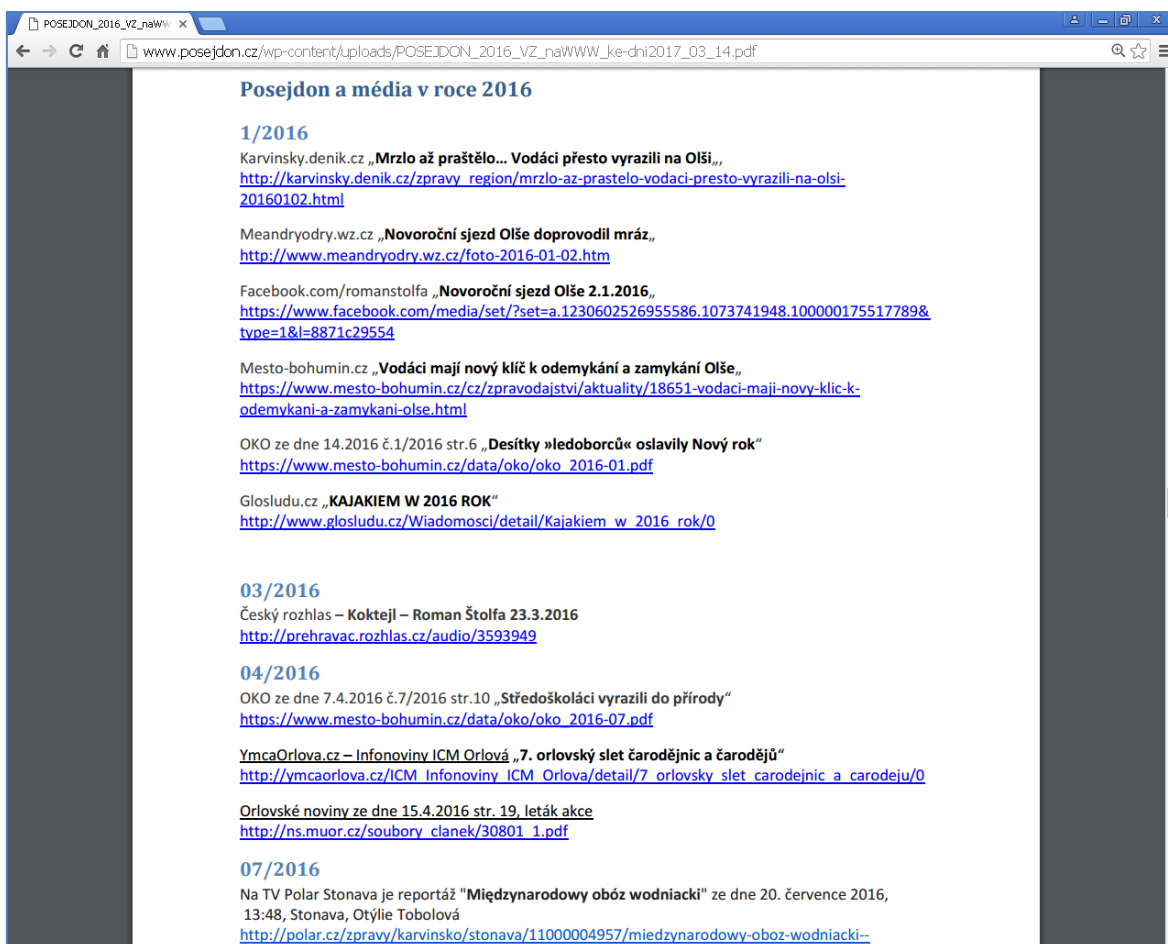 POSEJDON_2016_VZ_naWW
www.posejdon.cz/wp-content/uploads/POSEJDON_2016_VZ_naWWW_ke-dni2017_03_14.pdf
Posejdon a média v roce 2016
1/2016
Karvinsky.denik.cz „Mrzlo až praštělo… Vodáci přesto vyrazili na Olši„,
http://karvinsky.denik.cz/zpravy_region/mrzlo-az-prastelo-vodaci-presto-vyrazili-na-olsi-
20160102.html
Meandryodry.wz.cz „Novoroční sjezd Olše doprovodil mráz„
http://www.meandryodry.wz.cz/foto-2016-01-02.htm
Facebook.com/romanstolfa „Novoroční sjezd Olše 2.1.2016„
https://www.facebook.com/media/set/?set=a.1230602526955586.1073741948.100000175517789&
type=1&l=8871c29554
Mesto-bohumin.cz „Vodáci mají nový klíč k odemykání a zamykání Olše„
https://www.mesto-bohumin.cz/cz/zpravodajstvi/aktuality/18651-vodaci-maji-novy-klic-k-
odemykani-a-zamykani-olse.html
OKO ze dne 14.2016 č.1/2016 str.6 „Desítky »ledoborců« oslavily Nový rok“
https://www.mesto-bohumin.cz/data/oko/oko_2016-01.pdf
Glosludu.cz „KAJAKIEM W 2016 ROK“
http://www.glosludu.cz/Wiadomosci/detail/Kajakiem_w_2016_rok/0
03/2016
Český rozhlas – Koktejl – Roman Štolfa 23.3.2016
http://prehravac.rozhlas.cz/audio/3593949
04/2016
OKO ze dne 7.4.2016 č.7/2016 str.10 „Středoškoláci vyrazili do přírody“
https://www.mesto-bohumin.cz/data/oko/oko_2016-07.pdf
YmcaOrlova.cz – Infonoviny ICM Orlová „7. orlovský slet čarodějnic a čarodějů“
http://ymcaorlova.cz/ICM_Infonoviny_ICM_Orlova/detail/7_orlovsky_slet_carodejnic_a_carodeju/0
Orlovské noviny ze dne 15.4.2016 str. 19, leták akce
http://ns.muor.cz/soubory_clanek/30801_1.pdf
07/2016
Na TV Polar Stonava je reportáž "Międzynarodowy obóz wodniacki" ze dne 20. července 2016,
13:48, Stonava, Otýlie Tobolová
http://polar.cz/zpravy/karvinsko/stonava/11000004957/miedzynarodowy-oboz-wodniacki--